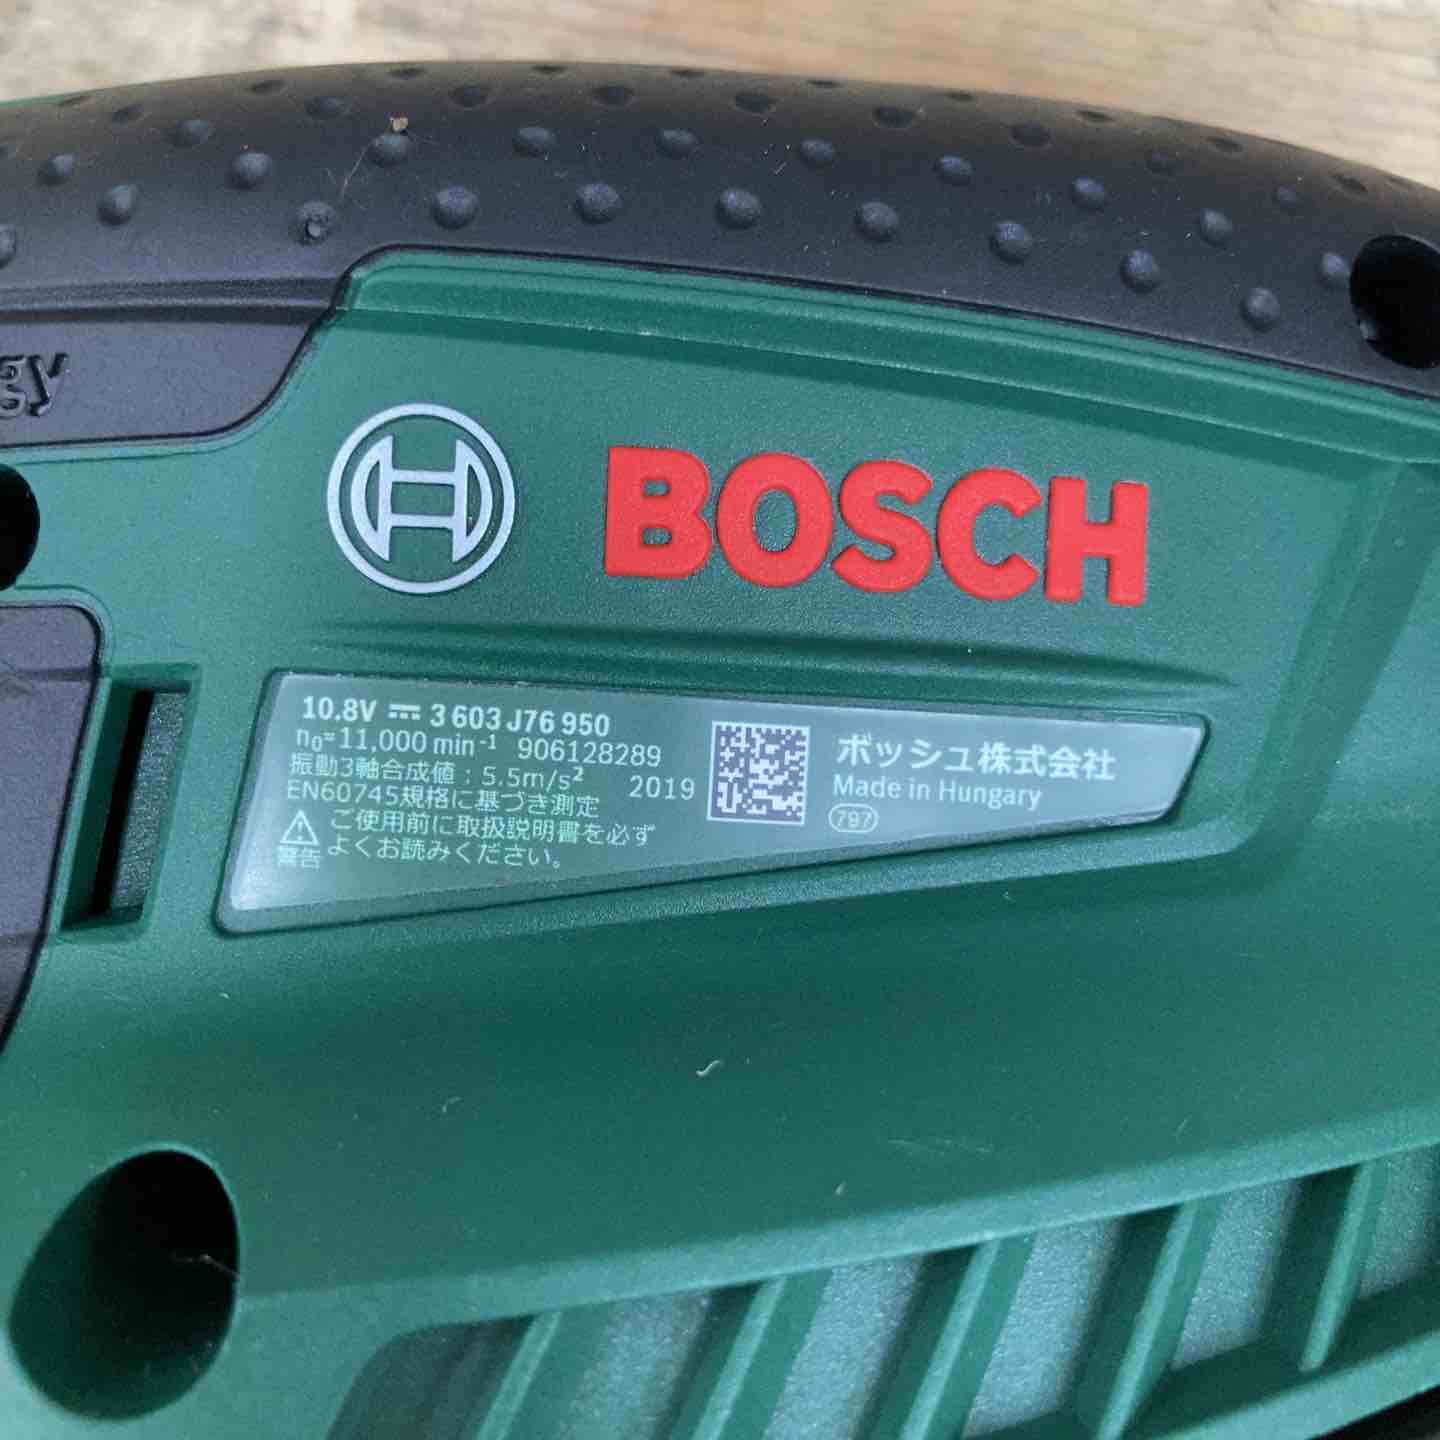 gy
BOSCH
10.8V ⎓ 3 603 J76 950
n₀=11,000 min⁻¹ 906128289
振動3軸合成値：5.5m/s² 2019
EN60745規格に基づき測定
⚠ ご使用前に取扱説明書を必ず
警告 よくお読みください。
ボッシュ株式会社
Made in Hungary
797